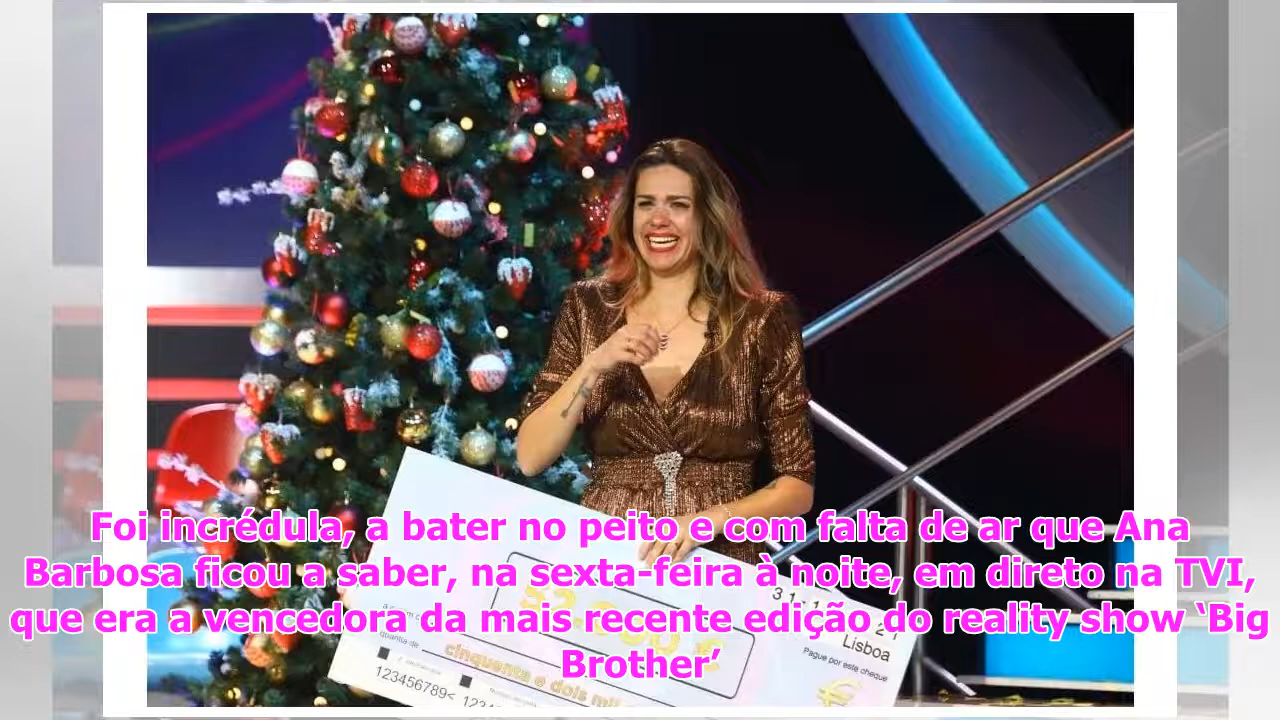 Foi incrédula, a bater no peito e com falta de ar que Ana
Barbosa ficou a saber, na sexta-feira à noite, em direto na TVI,
que era a vencedora da mais recente edição do reality show ‘Big
Brother’
Lisboa
Pague por este cheque
quantia de
cinquenta e dois mil
123456789<